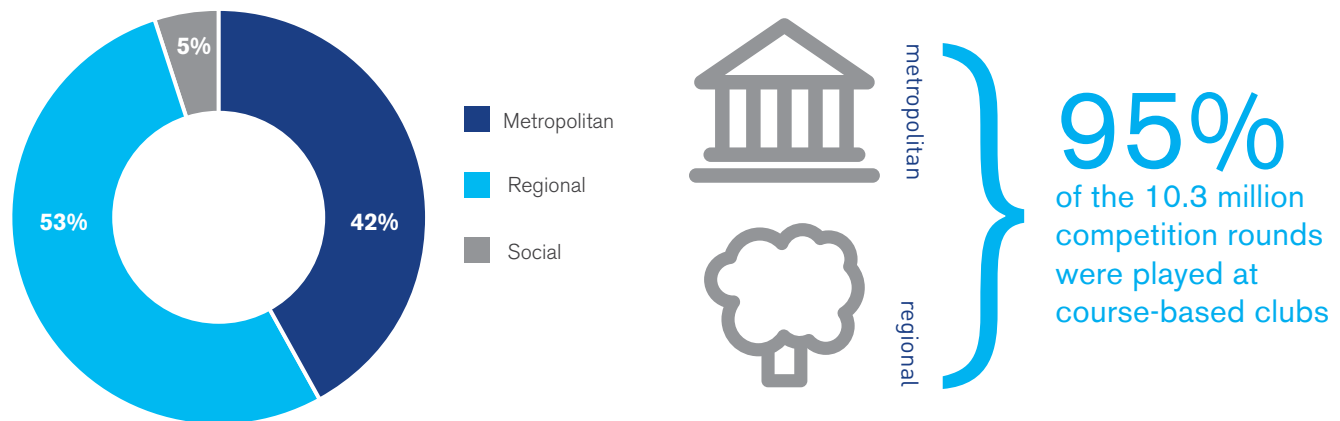 5%
53%
42%
Metropolitan
Regional
Social
metropolitan
regional
95%
of the 10.3 million
competition rounds
were played at
course-based clubs